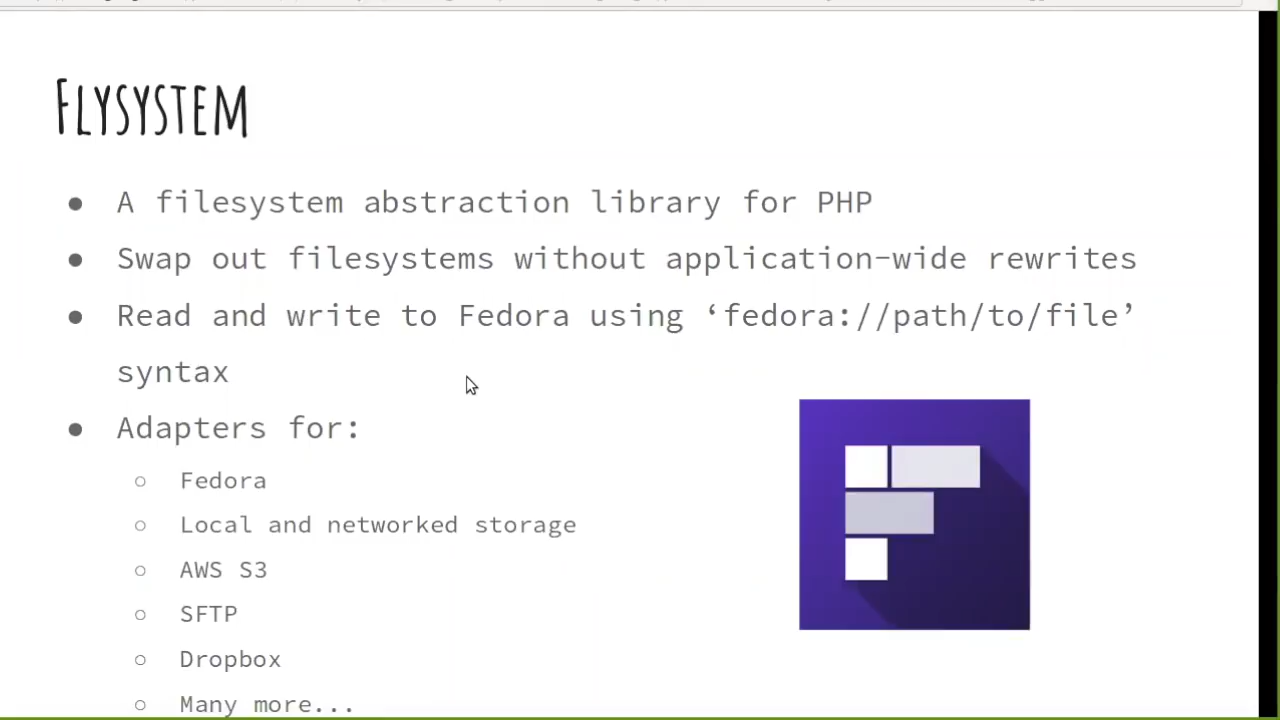 FLYSYSTEM
● A filesystem abstraction library for PHP
● Swap out filesystems without application-wide rewrites
● Read and write to Fedora using ‘fedora://path/to/file’
syntax
● Adapters for:
○ Fedora
○ Local and networked storage
○ AWS S3
○ SFTP
○ Dropbox
○ Many more...